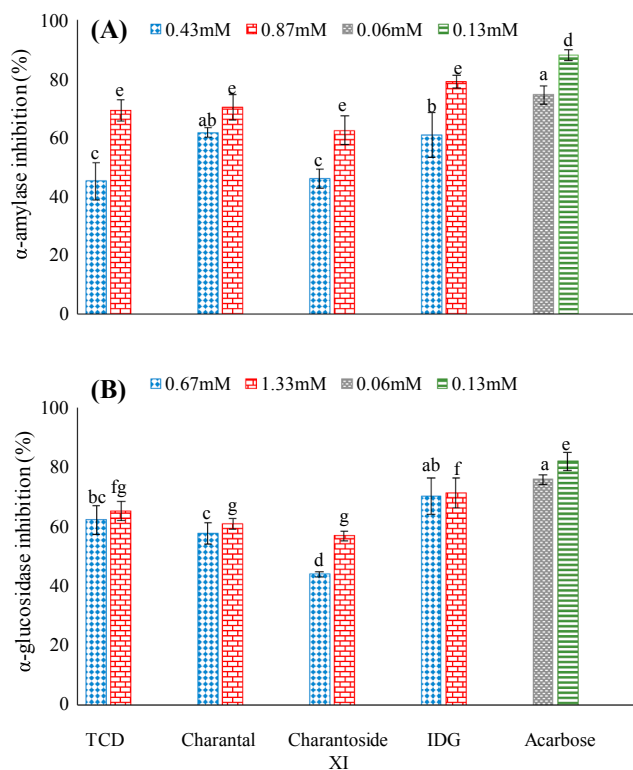 (A) 0.43mM 0.87mM 0.06mM 0.13mM
α-amylase inhibition (%)
100
80
60
40
20
0
c e ab e c e b e a d
(B) 0.67mM 1.33mM 0.06mM 0.13mM
α-glucosidase inhibition (%)
100
80
60
40
20
0
bc fg c g d g ab f a e
TCD Charantal Charantoside IDG Acarbose
XI